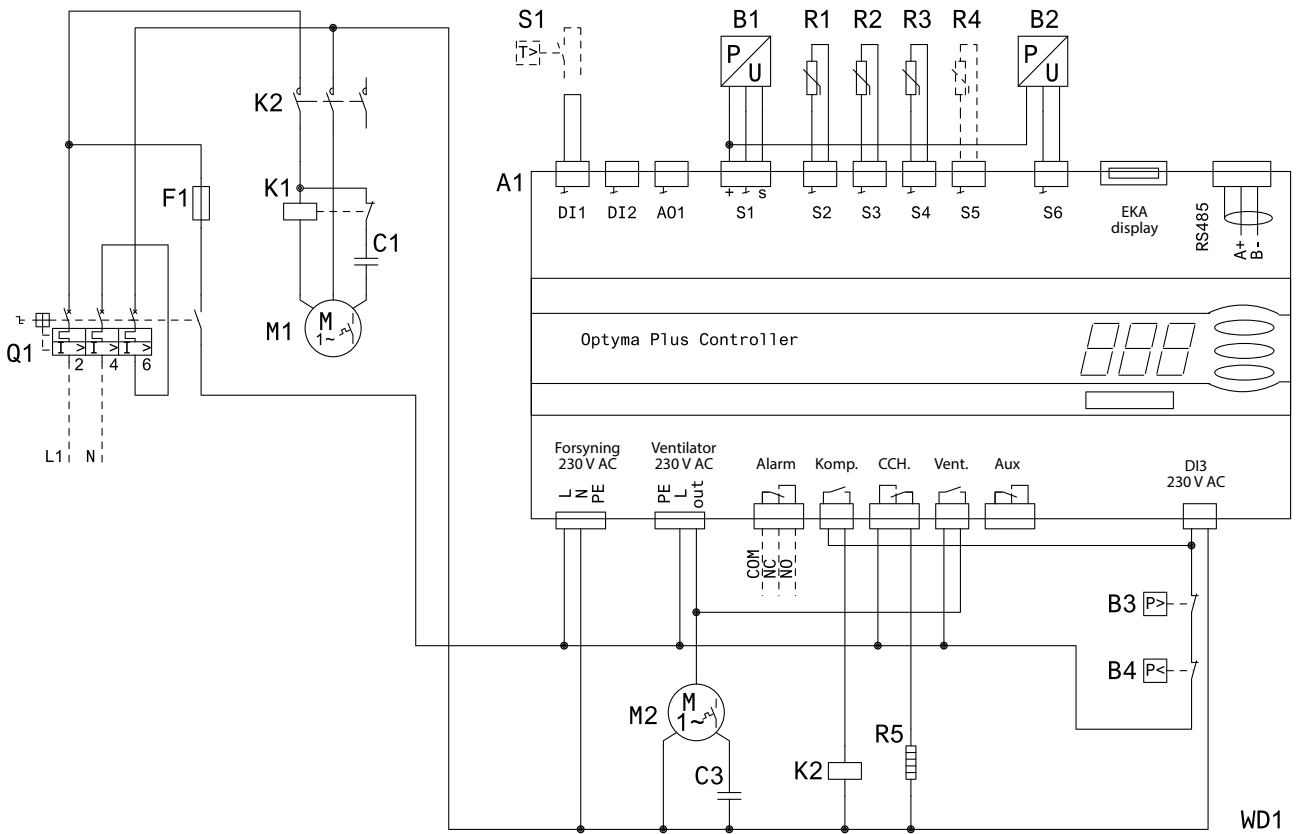 S1 B1 R1 R2 R3 R4 B2
T> P U P U
K2
A1
K1
F1
C1
+ s
DI1 DI2 AO1 S1 S2 S3 S4 S5 S6
EKA
display
RS485
A+
B-
M
1~
M1
Optyma Plus Controller
Q1
I > I > I >
2 4 6
L1 N
Forsyning
230 V AC
L
N
PE
Ventilator
230 V AC
PE
L
out
Alarm Komp. CCH. Vent. Aux
DI3
230 V AC
COM
NC
NO
B3 P>
B4 P<
M
1~
M2
R5
K2
C3
WD1